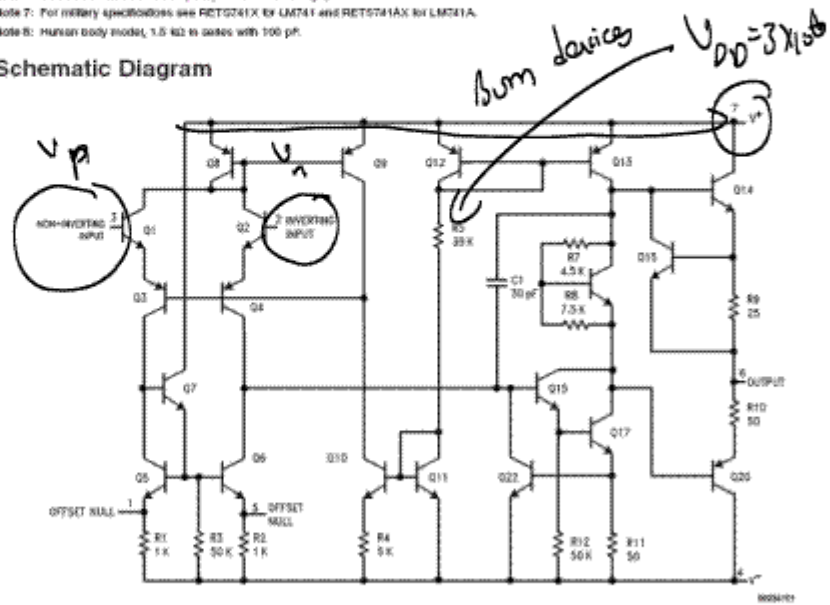 Note 7: For military specifications see RETS741X for LM741 and RETS741AX for LM741A.
Note 8: Human body model, 1.5 kΩ in series with 100 pF.
Schematic Diagram
Burn devices
V_DD=3
7
V+
Vp
Vn
Q8
Q9
Q12
Q13
Q14
3
NON-INVERTING
INPUT
Q1
Q2
2
INVERTING
INPUT
R5
39 K
Q15
R7
4.5 K
C1
30 pF
R8
7.5 K
R9
25
Q3
Q4
6
OUTPUT
Q7
Q15
R10
50
Q17
Q5
Q6
Q10
Q11
Q22
Q20
OFFSET NULL
1
5
OFFSET
NULL
R1
1 K
R3
50 K
R2
1 K
R4
5 K
R12
50 K
R11
50
4
V-